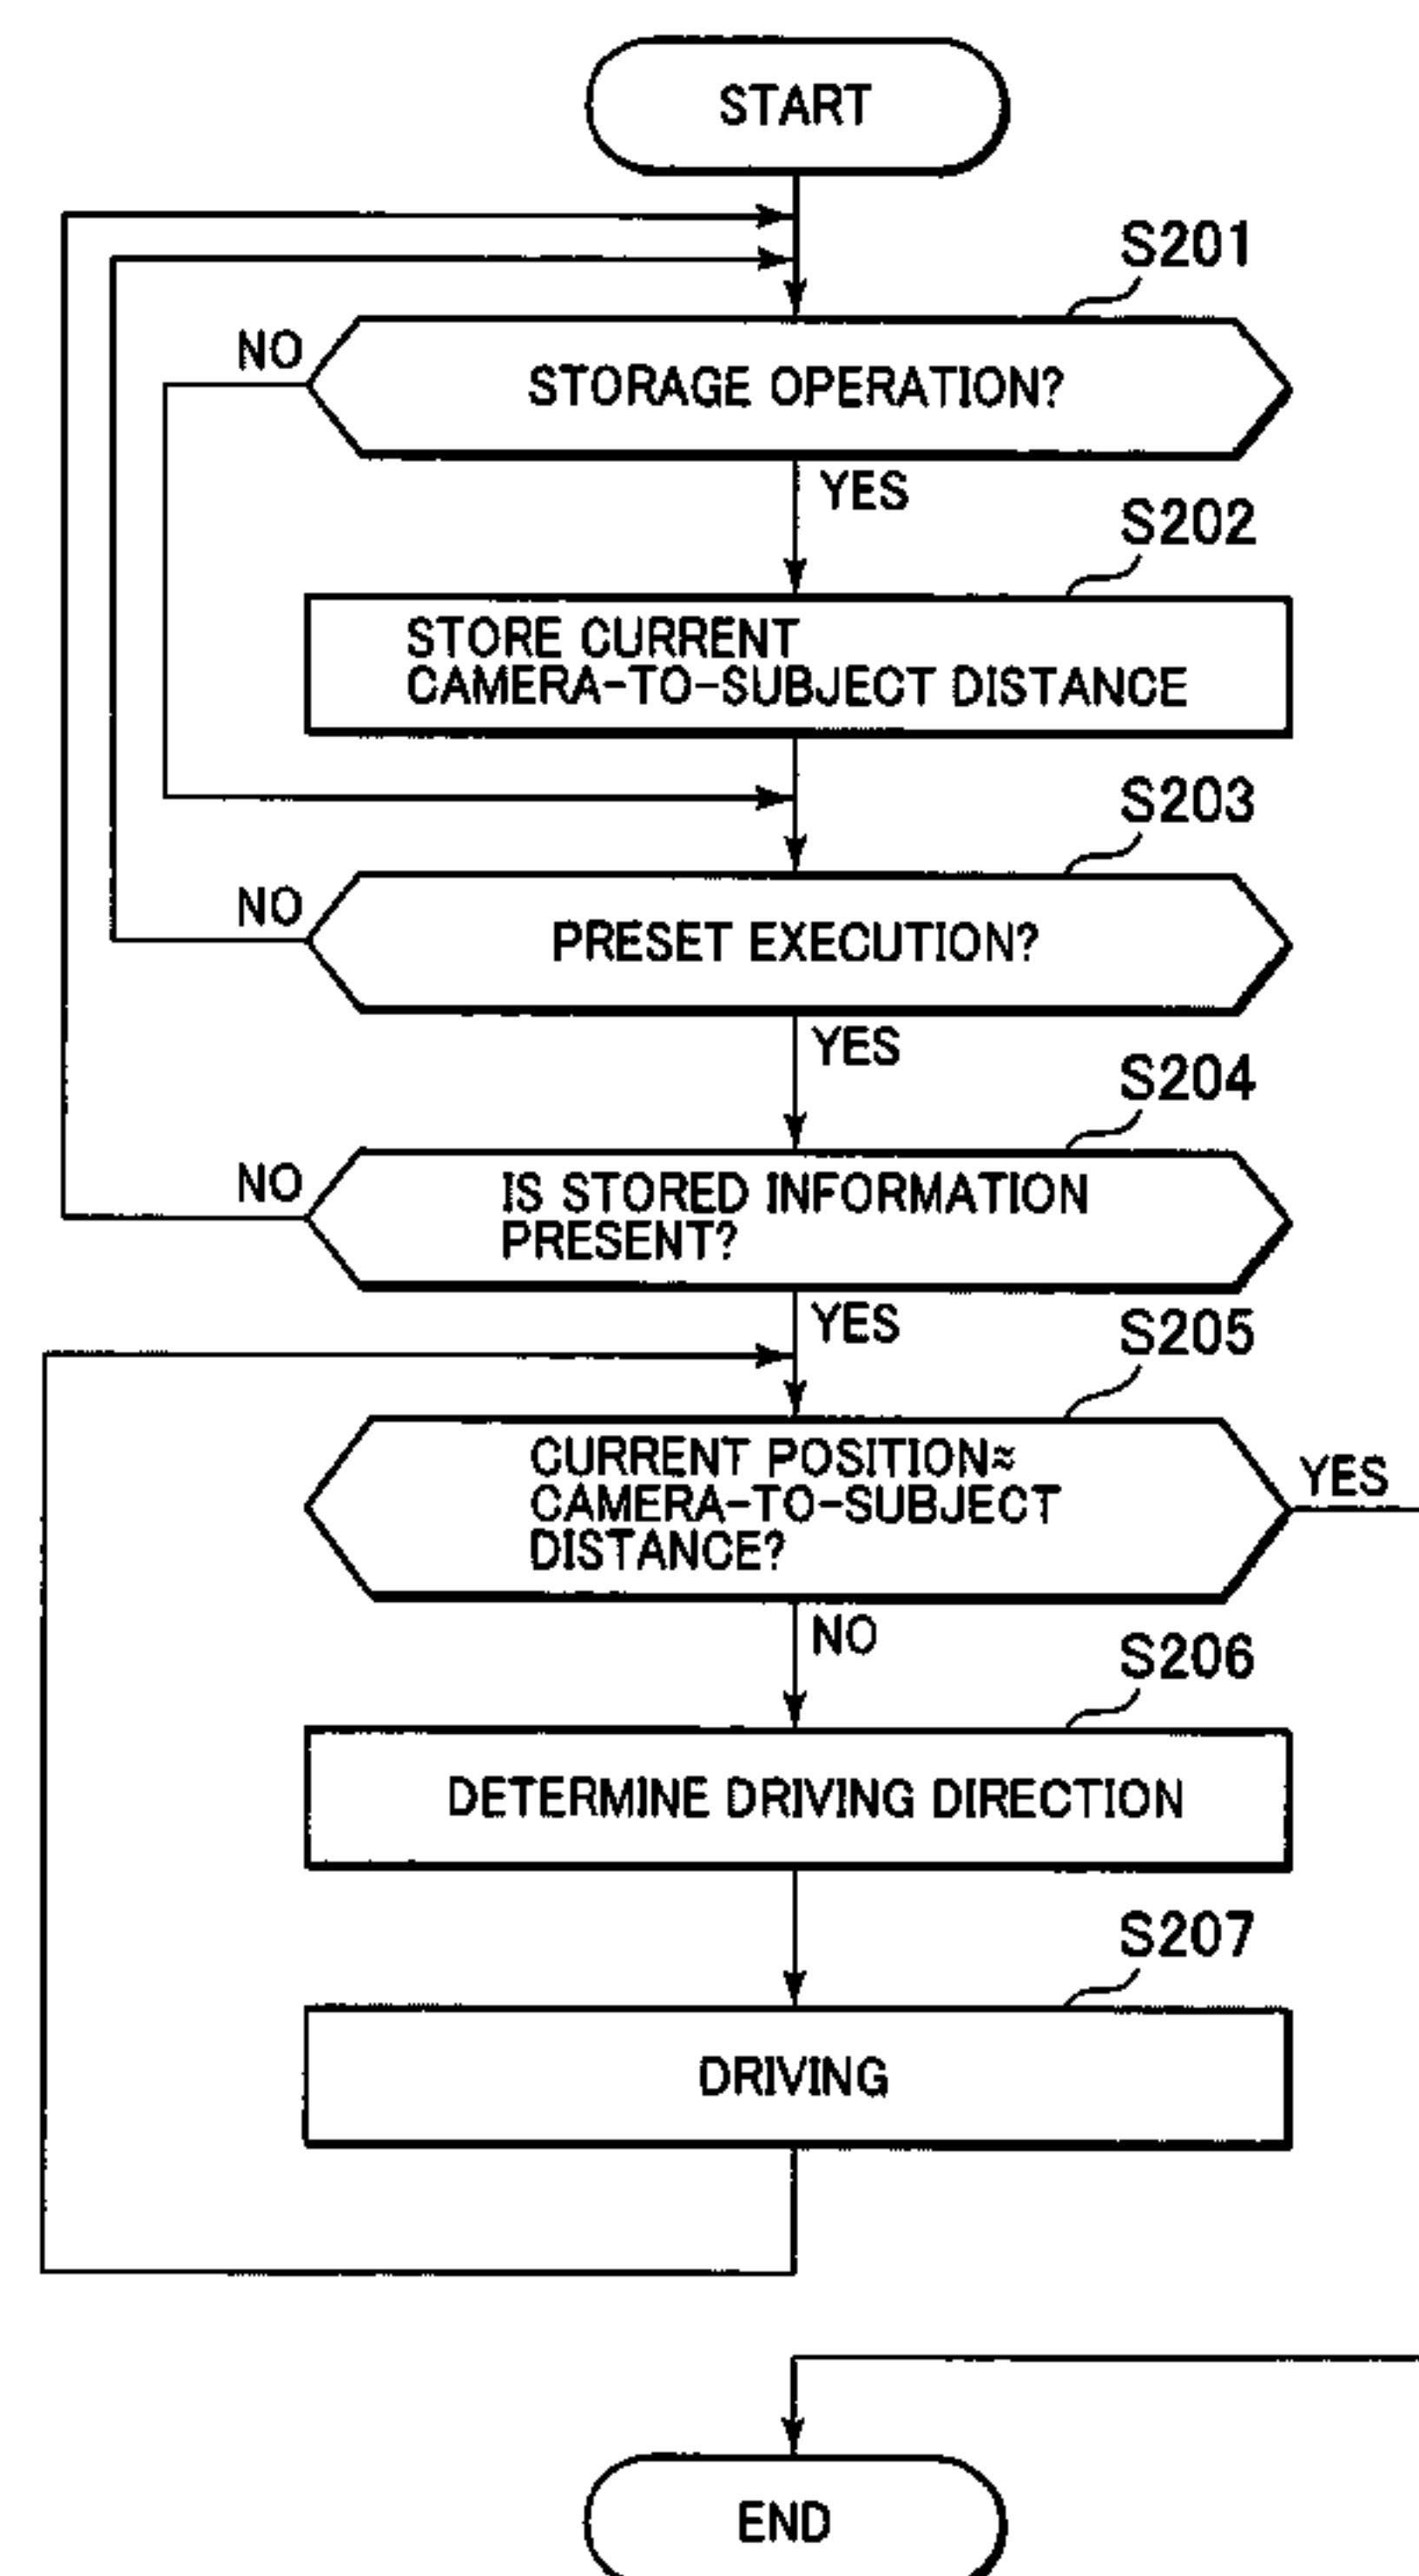 START
S201
NO
STORAGE OPERATION?
YES
S202
STORE CURRENT
CAMERA-TO-SUBJECT DISTANCE
S203
NO
PRESET EXECUTION?
YES
S204
NO
IS STORED INFORMATION
PRESENT?
YES
S205
CURRENT POSITION≈
CAMERA-TO-SUBJECT
DISTANCE?
YES
NO
S206
DETERMINE DRIVING DIRECTION
S207
DRIVING
END